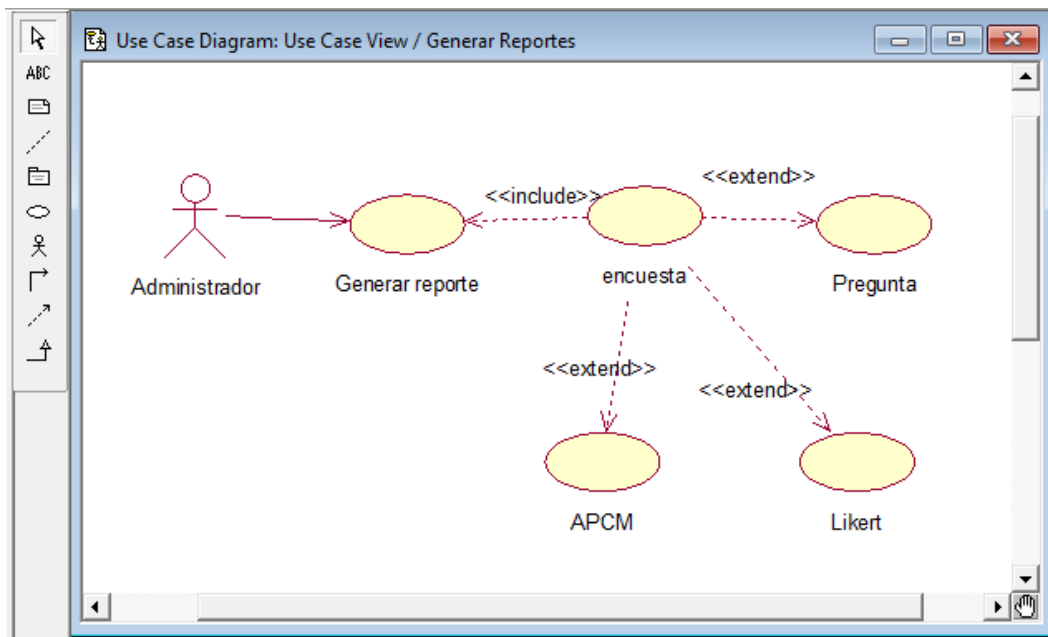 Use Case Diagram: Use Case View / Generar Reportes
ABC
<<include>>
<<extend>>
Administrador
Generar reporte
encuesta
Pregunta
<<extend>>
<<extend>>
APCM
Likert